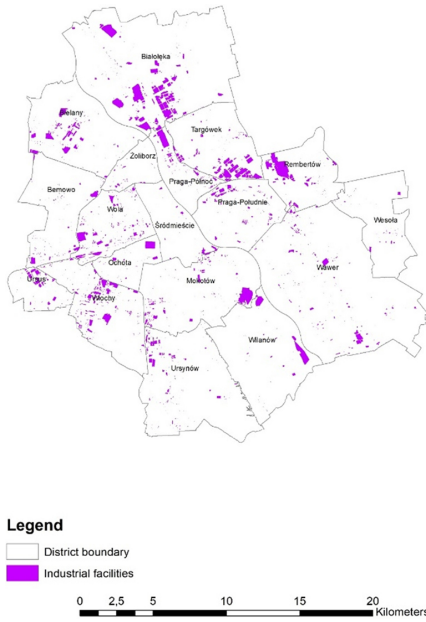 Białołęka
Bielany
Targówek
Żoliborz
Rembertów
Praga-Północ
Bemowo
Praga-Południe
Wola
Wesoła
Śródmieście
Ochota
Wawer
Ursus
Mokotów
Włochy
Wilanów
Ursynów
Legend
District boundary
Industrial facilities
0 2,5 5 10 15 20
Kilometers